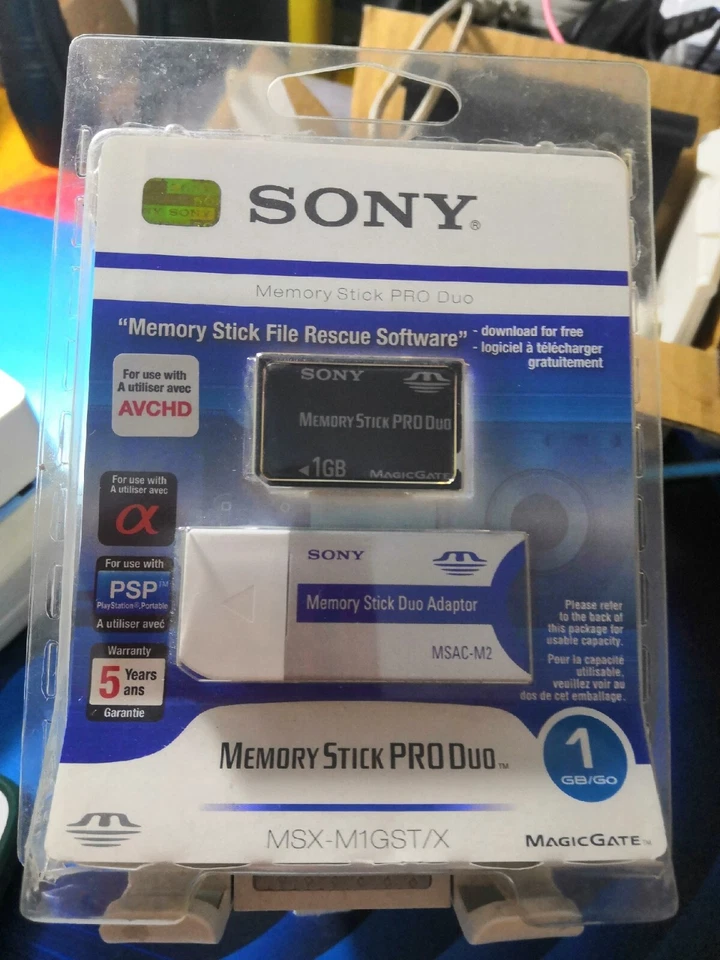 SONY
SONY®
Memory Stick PRO Duo
"Memory Stick File Rescue Software" - download for free
- logiciel à télécharger
gratuitement
For use with
A utiliser avec
AVCHD
SONY
MEMORY STICK PRO DUO
◄1GB MAGICGATE
For use with
A utiliser avec
α
For use with
PSP™
PlayStation®Portable
A utiliser avec
SONY
Memory Stick Duo Adaptor
MSAC-M2
Please refer
to the back of
this package for
usable capacity.
Pour la capacité
utilisable,
veuillez voir au
dos de cet emballage.
Warranty
5 Years
ans
Garantie
MEMORY STICK PRO DUO™
1
GB/GO
MSX-M1GST/X
MAGICGATE™